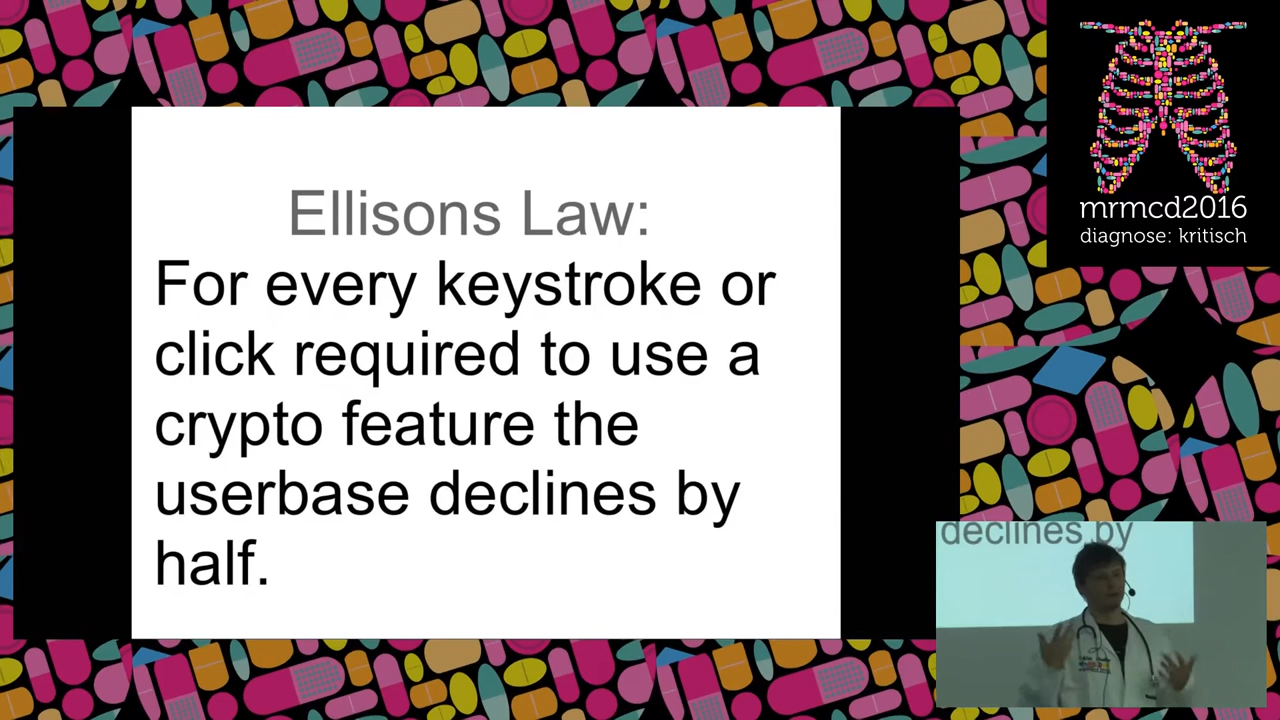 Ellisons Law:
For every keystroke or
click required to use a
crypto feature the
userbase declines by
half.
mrmcd2016
diagnose: kritisch
declines by